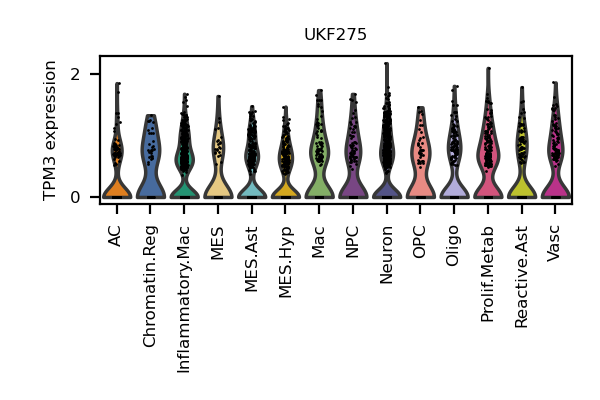 UKF275
TPM3 expression
2
0
AC
Chromatin.Reg
Inflammatory.Mac
MES
MES.Ast
MES.Hyp
Mac
NPC
Neuron
OPC
Oligo
Prolif.Metab
Reactive.Ast
Vasc